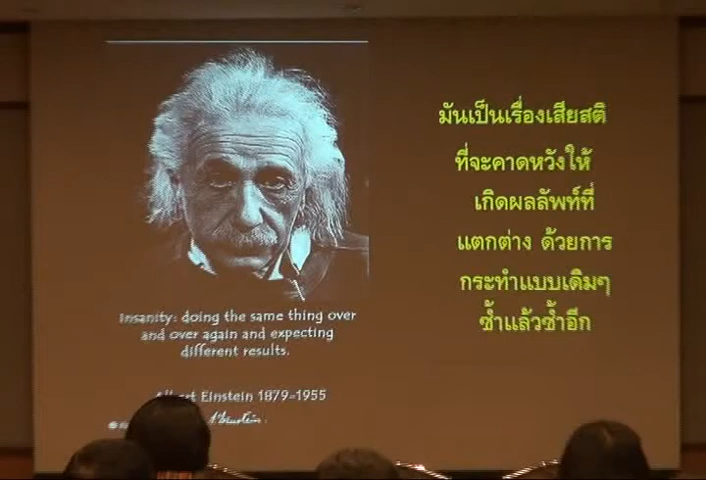 Insanity: doing the same thing over
and over again and expecting
different results.
Albert Einstein 1879-1955
A. Einstein
มันเป็นเรื่องเสียสติ
ที่จะคาดหวังให้
เกิดผลลัพท์ที่
แตกต่าง ด้วยการ
กระทำแบบเดิมๆ
ซ้ำแล้วซ้ำอีก